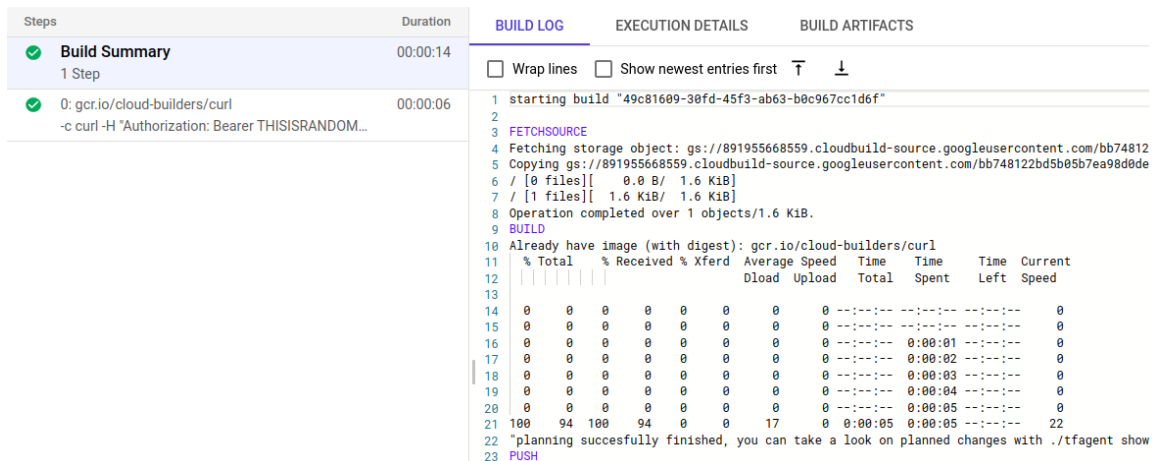 Steps Duration
Build Summary 00:00:14
1 Step
0: gcr.io/cloud-builders/curl 00:00:06
-c curl -H "Authorization: Bearer THISISRANDOM...
BUILD LOG EXECUTION DETAILS BUILD ARTIFACTS
Wrap lines Show newest entries first
1 starting build "49c81609-30fd-45f3-ab63-b0c967cc1d6f"
2
3 FETCHSOURCE
4 Fetching storage object: gs://891955668559.cloudbuild-source.googleusercontent.com/bb74812
5 Copying gs://891955668559.cloudbuild-source.googleusercontent.com/bb748122bd5b05b7ea98d0de
6 / [0 files][ 0.0 B/ 1.6 KiB]
7 / [1 files][ 1.6 KiB/ 1.6 KiB]
8 Operation completed over 1 objects/1.6 KiB.
9 BUILD
10 Already have image (with digest): gcr.io/cloud-builders/curl
11 % Total % Received % Xferd Average Speed Time Time Time Current
12 Dload Upload Total Spent Left Speed
13
14 0 0 0 0 0 0 0 0 --:--:-- --:--:-- --:--:-- 0
15 0 0 0 0 0 0 0 0 --:--:-- --:--:-- --:--:-- 0
16 0 0 0 0 0 0 0 0 --:--:-- 0:00:01 --:--:-- 0
17 0 0 0 0 0 0 0 0 --:--:-- 0:00:02 --:--:-- 0
18 0 0 0 0 0 0 0 0 --:--:-- 0:00:03 --:--:-- 0
19 0 0 0 0 0 0 0 0 --:--:-- 0:00:04 --:--:-- 0
20 0 0 0 0 0 0 0 0 --:--:-- 0:00:05 --:--:-- 0
21 100 94 100 94 0 0 17 0 0:00:05 0:00:05 --:--:-- 22
22 "planning succesfully finished, you can take a look on planned changes with ./tfagent show
23 PUSH